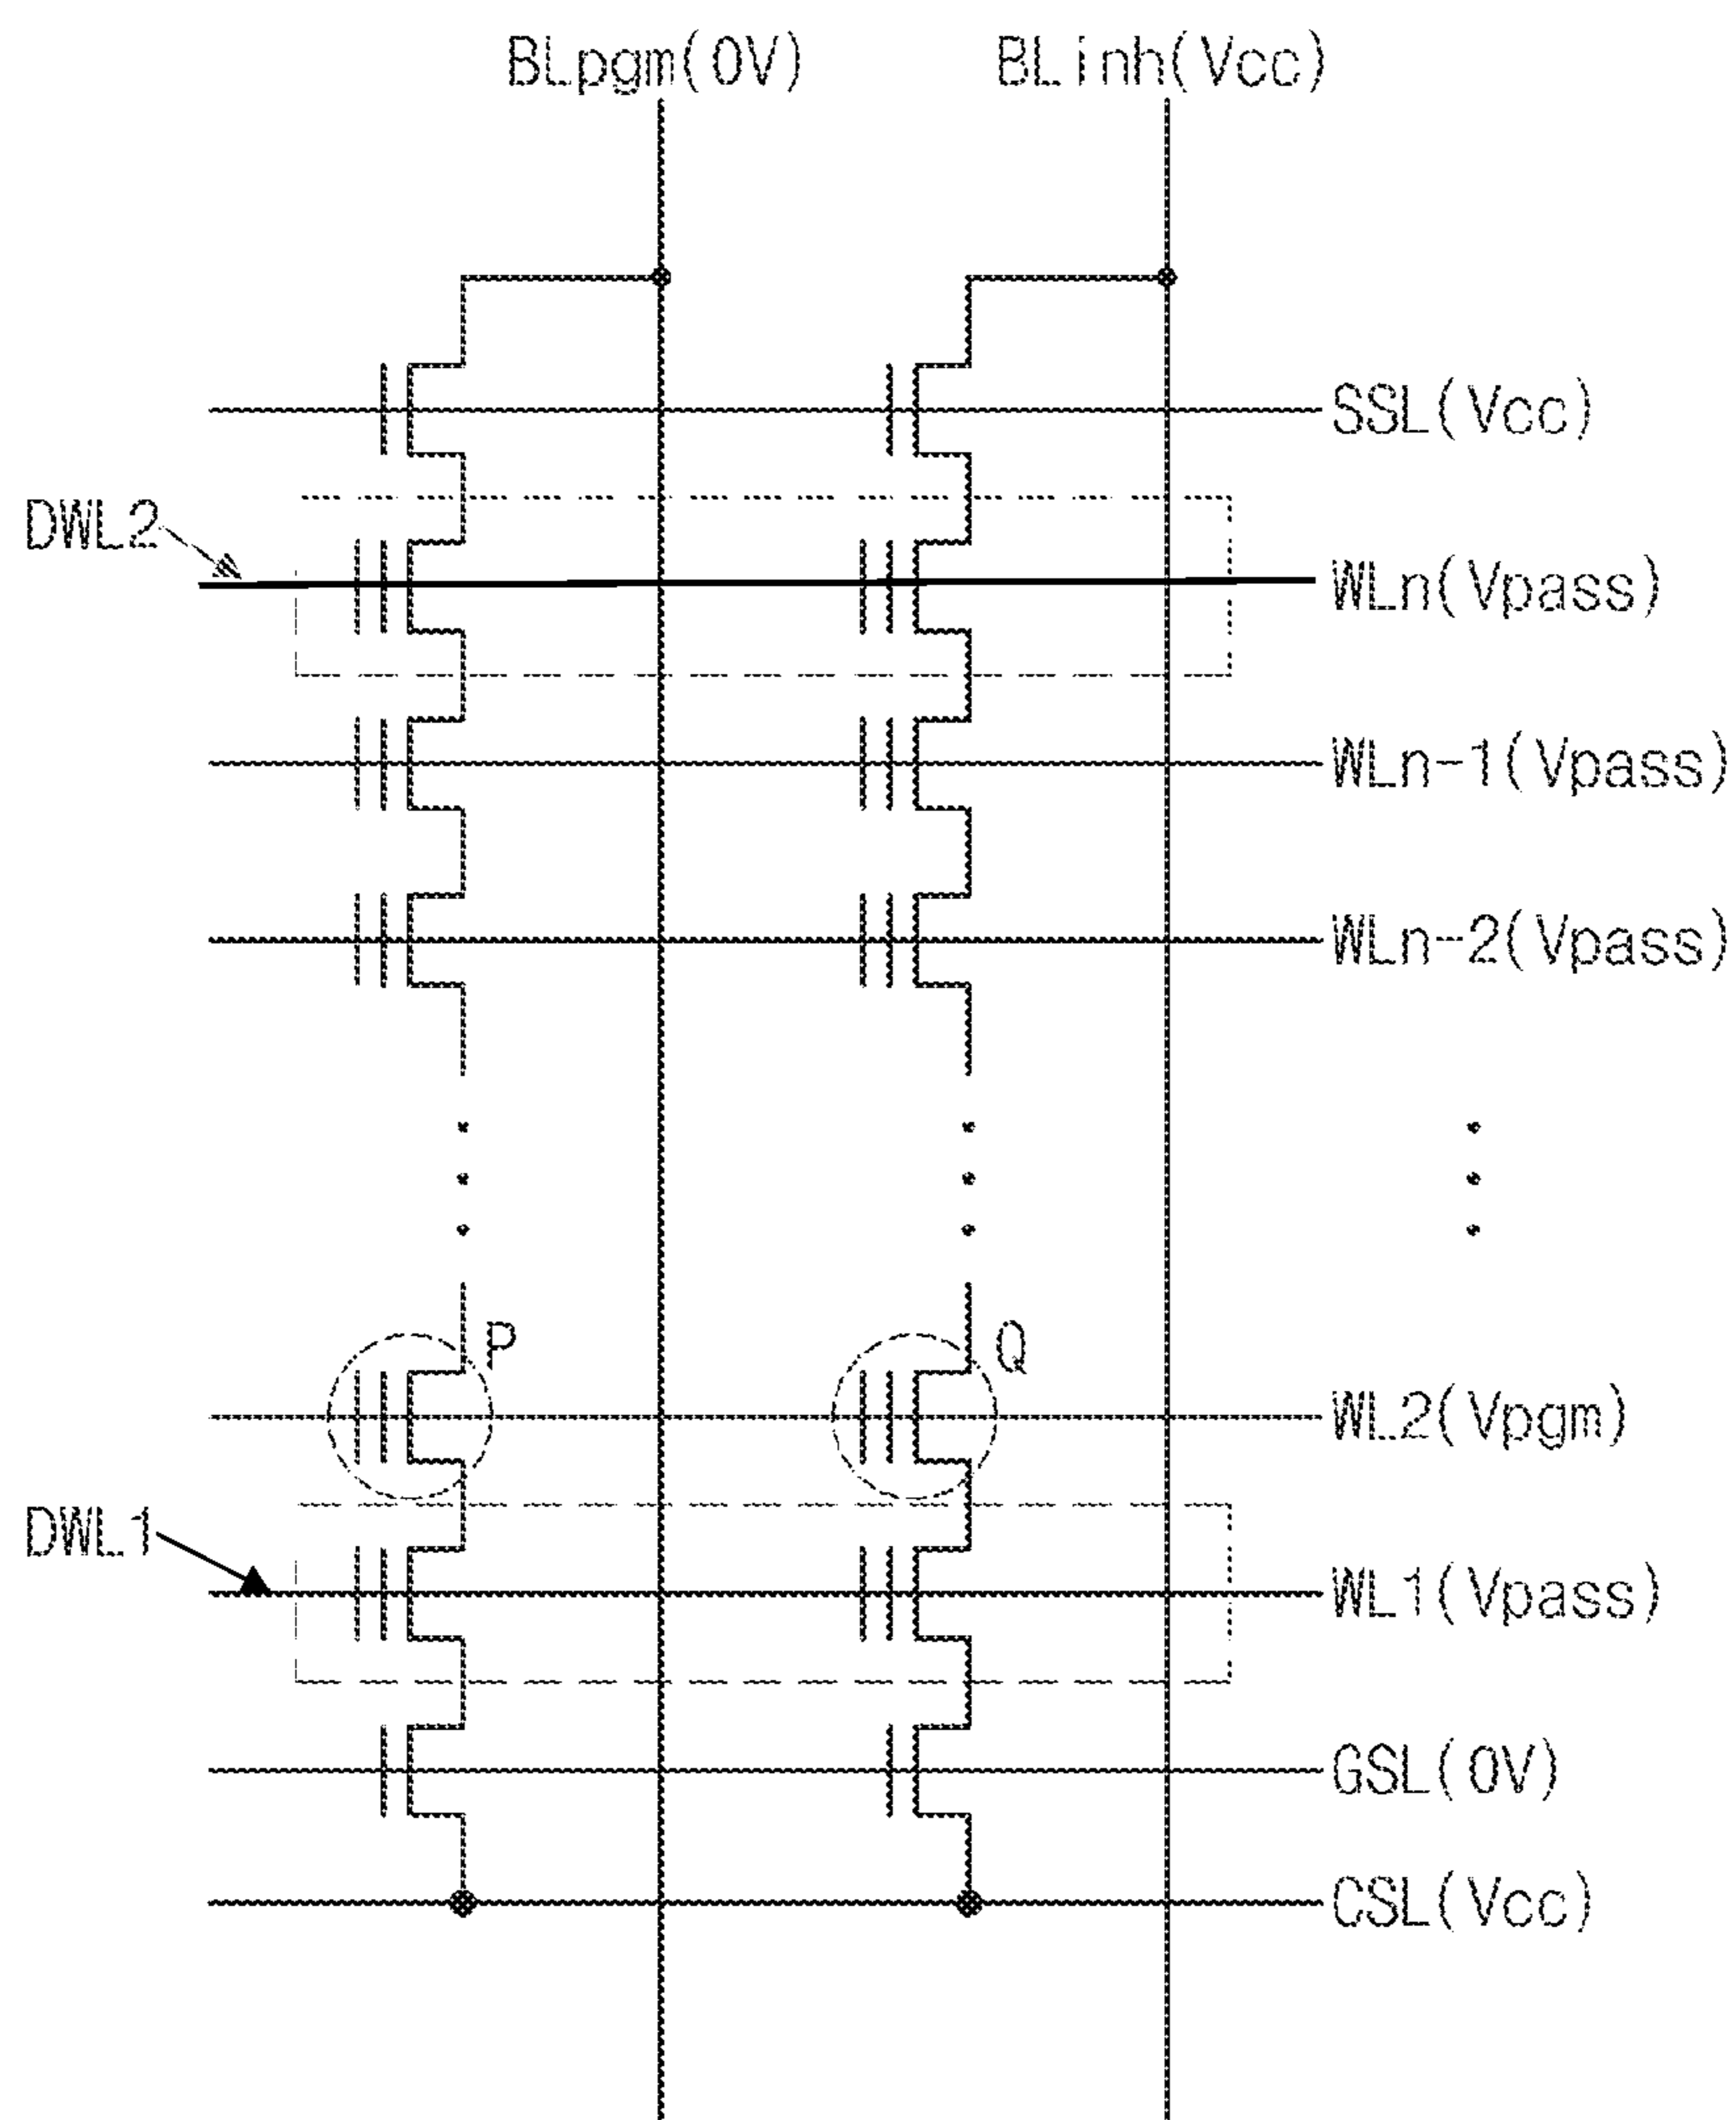 BLpgm(0V) BLinh(Vcc)
SSL(Vcc)
DWL2
WLn(Vpass)
WLn-1(Vpass)
WLn-2(Vpass)
P Q
WL2(Vpgm)
DWL1
WL1(Vpass)
GSL(0V)
CSL(Vcc)